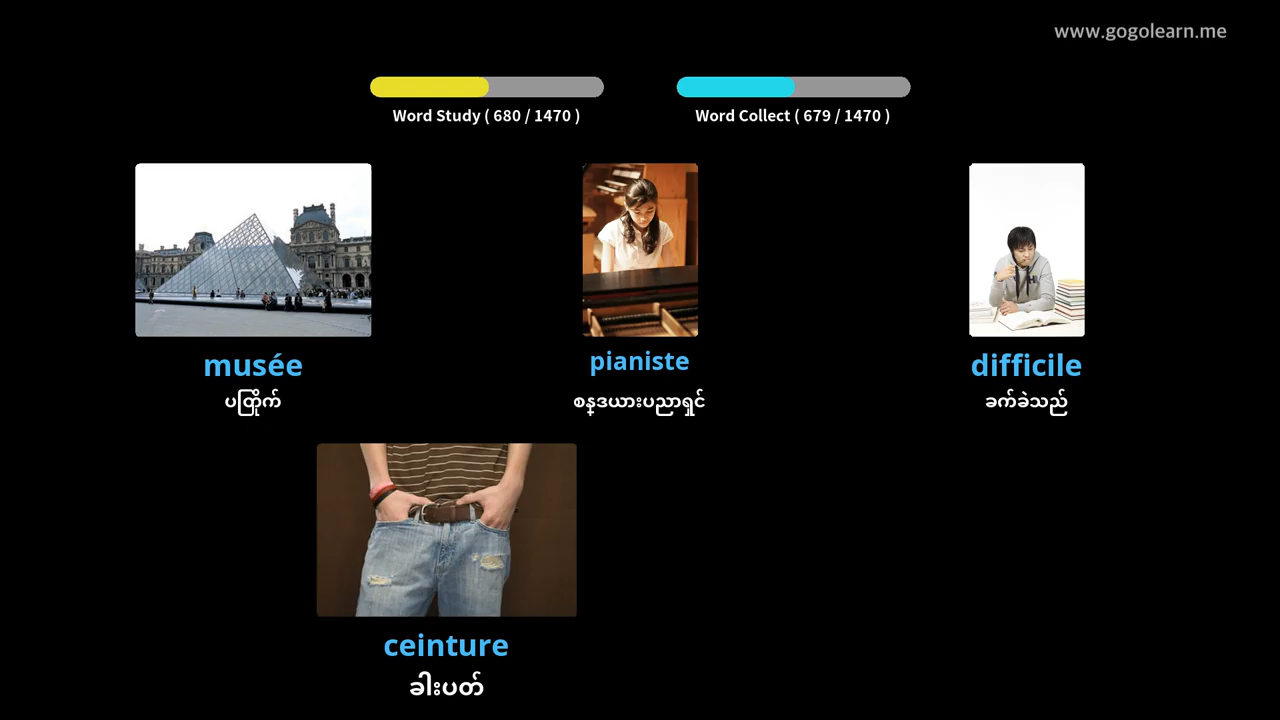 www.gogolearn.me
Word Study ( 680 / 1470 )
Word Collect ( 679 / 1470 )
musée
ပြတိုက်
pianiste
စန္ဒယားပညာရှင်
difficile
ခက်ခဲသည်
ceinture
ခါးပတ်